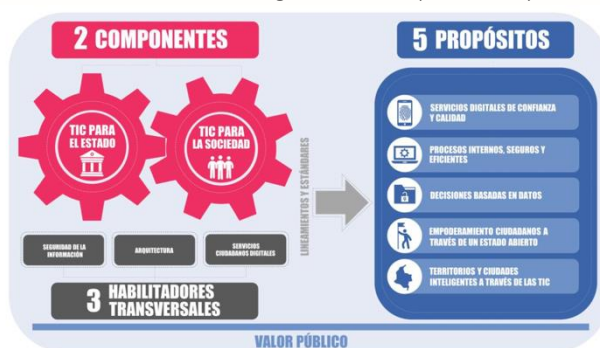 2 COMPONENTES
TIC PARA
EL ESTADO
TIC PARA
LA SOCIEDAD
SEGURIDAD DE LA
INFORMACIÓN
ARQUITECTURA
SERVICIOS
CIUDADANOS DIGITALES
3 HABILITADORES
TRANSVERSALES
LINEAMIENTOS Y ESTÁNDARES
5 PROPÓSITOS
SERVICIOS DIGITALES DE CONFIANZA
Y CALIDAD
PROCESOS INTERNOS, SEGUROS Y
EFICIENTES
DECISIONES BASADAS EN DATOS
EMPODERAMIENTO CIUDADANOS A
TRAVÉS DE UN ESTADO ABIERTO
TERRITORIOS Y CIUDADES
INTELIGENTES A TRAVÉS DE LAS TIC
VALOR PÚBLICO